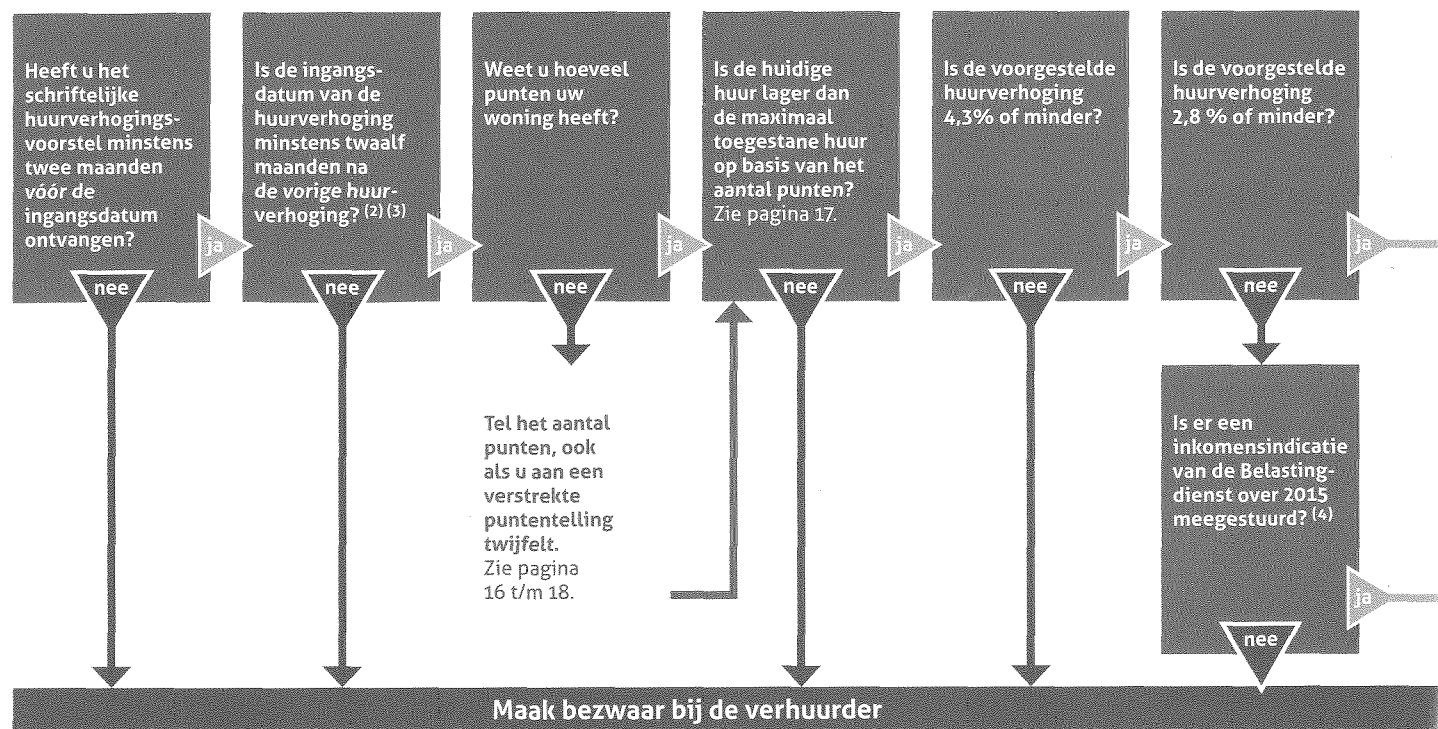 Heeft u het
schriftelijke
huurverhogings-
voorstel minstens
twee maanden
vóór de
ingangsdatum
ontvangen?
ja
nee
Is de ingangs-
datum van de
huurverhoging
minstens twaalf
maanden na
de vorige huur-
verhoging? (2) (3)
ja
nee
Weet u hoeveel
punten uw
woning heeft?
ja
nee
Tel het aantal
punten, ook
als u aan een
verstrekte
puntentelling
twijfelt.
Zie pagina
16 t/m 18.
Is de huidige
huur lager dan
de maximaal
toegestane huur
op basis van het
aantal punten?
Zie pagina 17.
ja
nee
Is de voorgestelde
huurverhoging
4,3% of minder?
ja
nee
Is de voorgestelde
huurverhoging
2,8 % of minder?
ja
nee
Is er een
inkomensindicatie
van de Belasting-
dienst over 2015
meegestuurd? (4)
ja
nee
Maak bezwaar bij de verhuurder